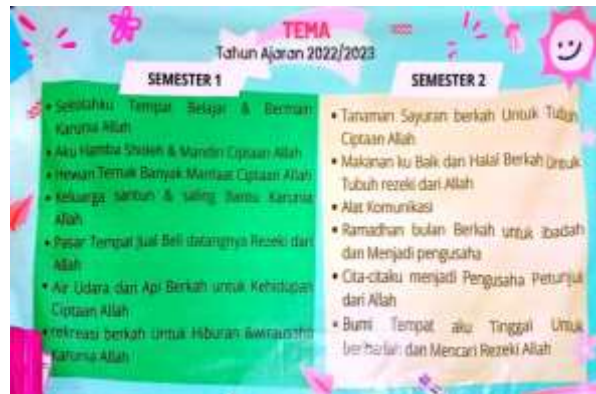 TEMA
Tahun Ajaran 2022/2023
SEMESTER 1
• Sekolahku Tempat Belajar & Bermain
Karunia Allah
• Aku Hamba Sholeh & Mandiri Ciptaan Allah
• Hewan Ternak Banyak Manfaat Ciptaan Allah
• Keluarga santun & saling Bantu Karunia
Allah
• Pasar Tempat Jual Beli datangnya Rezeki dari
Allah
• Air Udara dan Api Berkah untuk Kehidupan
Ciptaan Allah
• rekreasi berkah Untuk Hiburan &wirausaha
Karunia Allah
SEMESTER 2
• Tanaman Sayuran berkah Untuk Tubuh
Ciptaan Allah
• Makanan ku Baik dan Halal Berkah Untuk
Tubuh rezeki dari Allah
• Alat Komunikasi
• Ramadhan bulan Berkah untuk ibadah
dan Menjadi pengusaha
• Cita-citaku menjadi Pengusaha Petunjuk
dari Allah
• Bumi Tempat aku Tinggal Untuk
dan Mencari Rezeki Allah